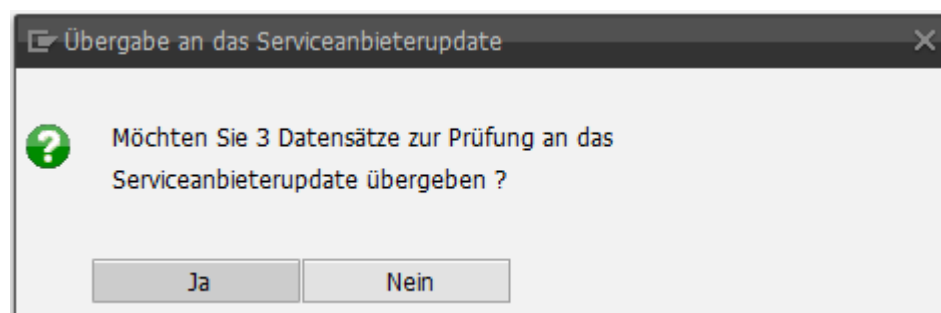 Übergabe an das Serviceanbieterupdate
Möchten Sie 3 Datensätze zur Prüfung an das
Serviceanbieterupdate übergeben ?
Ja
Nein